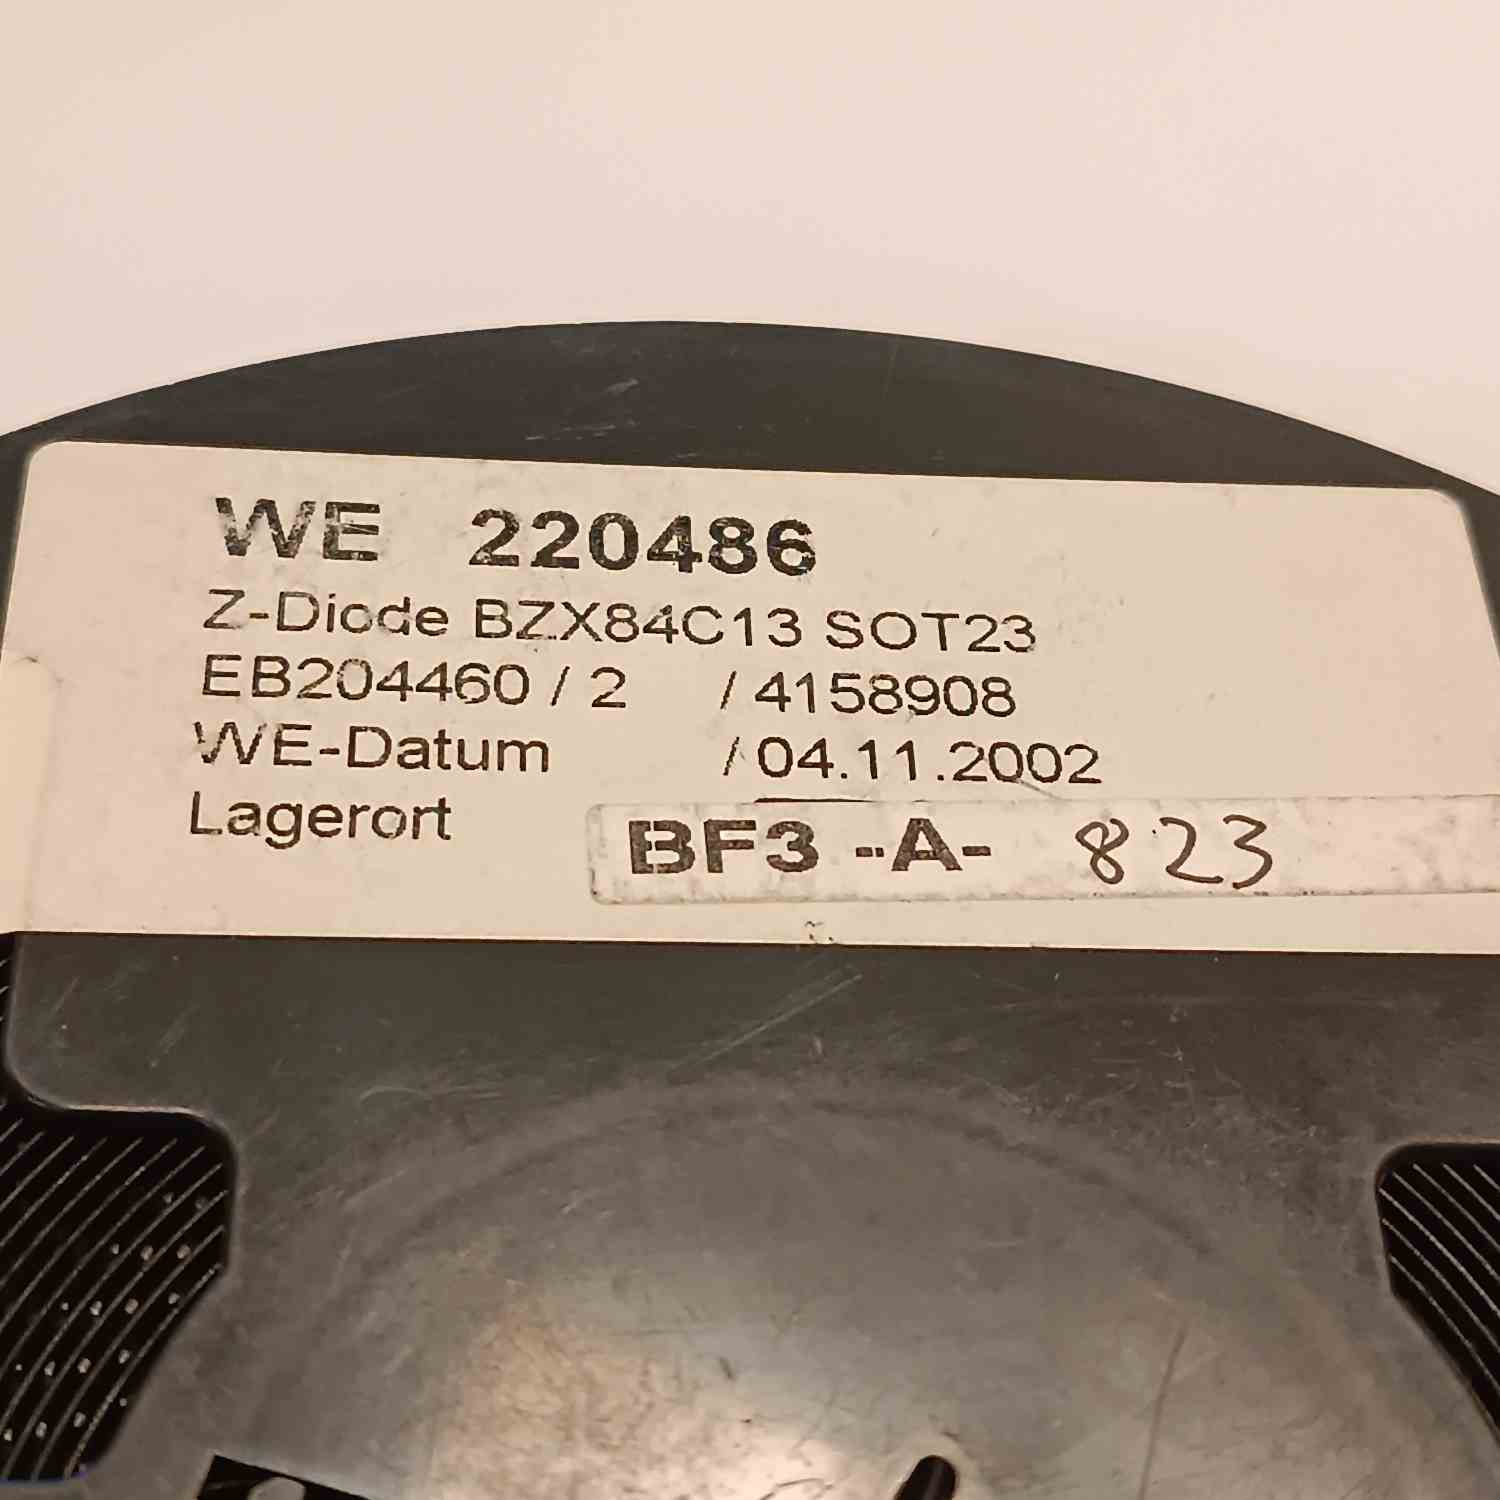 WE 220486
Z-Diode BZX84C13 SOT23
EB204460 / 2 / 4158908
WE-Datum / 04.11.2002
Lagerort
BF3 -A- 823